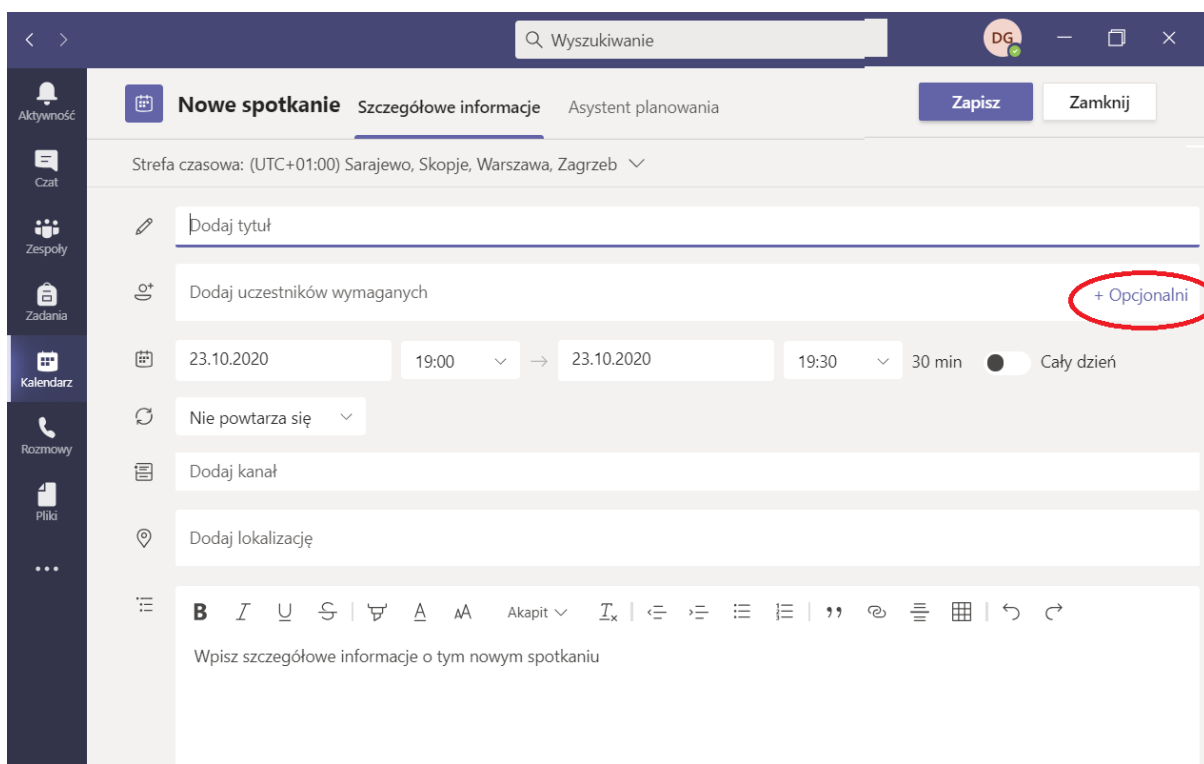 Wyszukiwanie
DG
Aktywność
Czat
Zespoły
Zadania
Kalendarz
Rozmowy
Pliki
Nowe spotkanie Szczegółowe informacje Asystent planowania Zapisz Zamknij
Strefa czasowa: (UTC+01:00) Sarajewo, Skopje, Warszawa, Zagrzeb
Dodaj tytuł
Dodaj uczestników wymaganych + Opcjonalni
23.10.2020 19:00 → 23.10.2020 19:30 30 min Cały dzień
Nie powtarza się
Dodaj kanał
Dodaj lokalizację
B I U S A AA Akapit Tx
Wpisz szczegółowe informacje o tym nowym spotkaniu